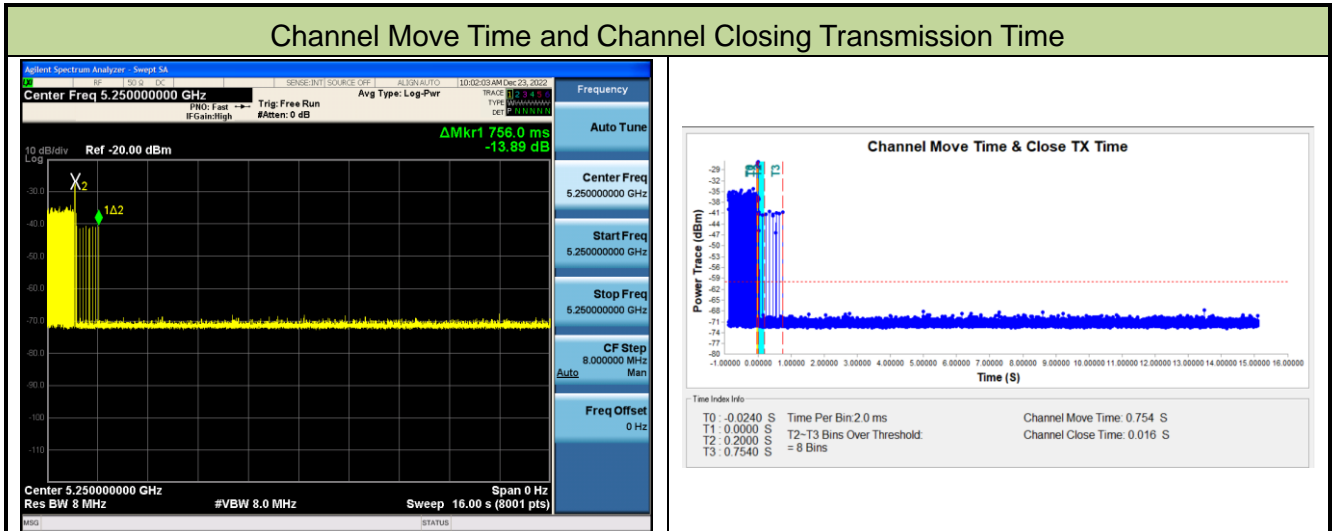 Channel Move Time and Channel Closing Transmission Time
Agilent Spectrum Analyzer - Swept SA
RF 50 Ω DC SENSE:INT SOURCE OFF ALIGN AUTO 10:02:03 AM Dec 23, 2022
Center Freq 5.250000000 GHz
PNO: Fast
IFGain:High
Trig: Free Run
#Atten: 0 dB
Avg Type: Log-Pwr
TRACE 1 2 3 4 5 6
TYPE
DET P N N N N N
ΔMkr1 756.0 ms
-13.89 dB
10 dB/div Ref -20.00 dBm
Log
X2
1Δ2
-30.0
-40.0
-50.0
-60.0
-70.0
-80.0
-90.0
-100
-110
Center 5.250000000 GHz
Span 0 Hz
Res BW 8 MHz
#VBW 8.0 MHz
Sweep 16.00 s (8001 pts)
MSG
STATUS
Frequency
Auto Tune
Center Freq
5.250000000 GHz
Start Freq
5.250000000 GHz
Stop Freq
5.250000000 GHz
CF Step
8.000000 MHz
Auto Man
Freq Offset
0 Hz
Channel Move Time & Close TX Time
T3
Power Trace (dBm)
-29
-32
-35
-38
-41
-44
-47
-50
-53
-56
-59
-62
-65
-68
-71
-74
-77
-80
-1.00000 0.00000 1.00000 2.00000 3.00000 4.00000 5.00000 6.00000 7.00000 8.00000 9.00000 10.00000 11.00000 12.00000 13.00000 14.00000 15.00000 16.00000
Time (S)
Time Index Info
T0 : -0.0240 S
T1 : 0.0000 S
T2 : 0.2000 S
T3 : 0.7540 S
Time Per Bin:2.0 ms
T2~T3 Bins Over Threshold:
= 8 Bins
Channel Move Time: 0.754 S
Channel Close Time: 0.016 S